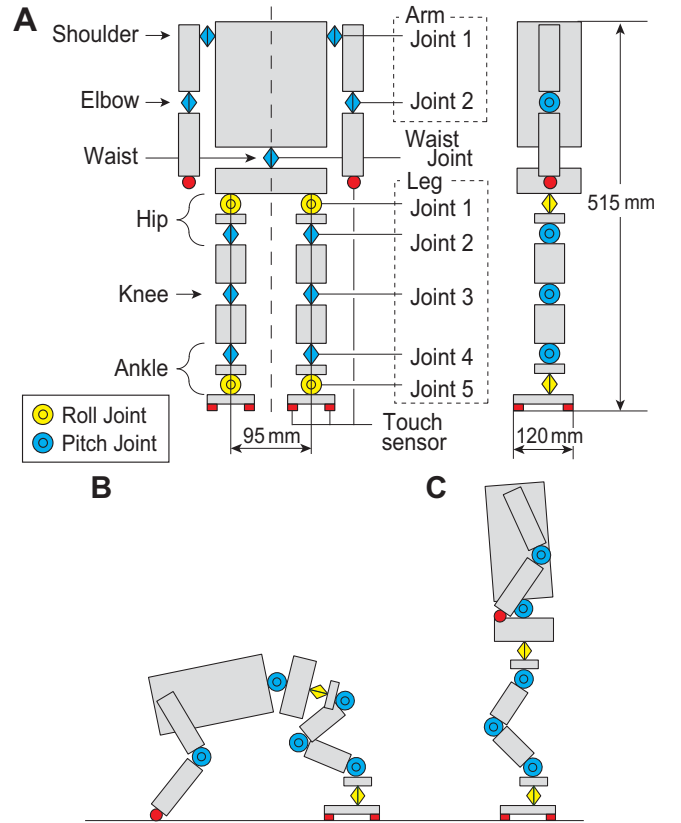 A
Shoulder
Elbow
Waist
Hip
Knee
Ankle
Arm
Joint 1
Joint 2
Waist
Joint
Leg
Joint 1
Joint 2
Joint 3
Joint 4
Joint 5
Touch
sensor
515 mm
95 mm
120 mm
Roll Joint
Pitch Joint
B
C